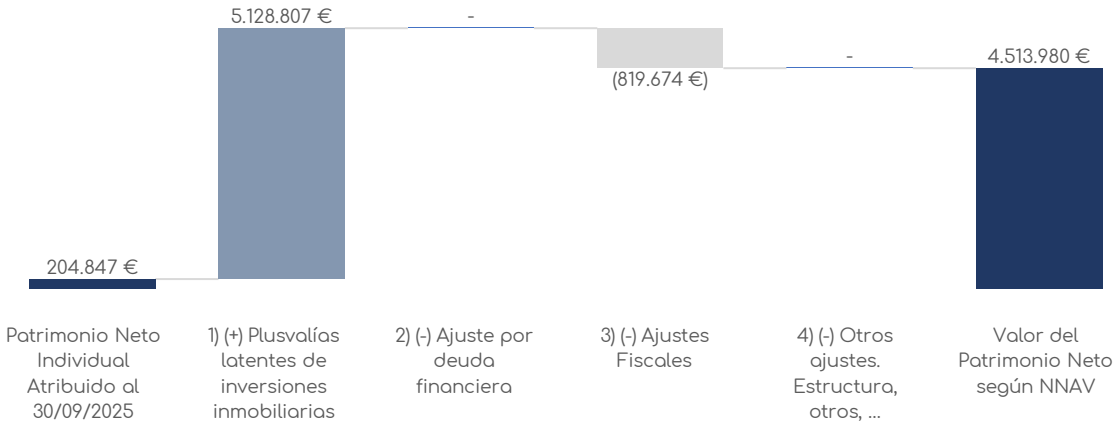 5.128.807 €
-
(819.674 €)
-
4.513.980 €
204.847 €
Patrimonio Neto
Individual
Atribuido al
30/09/2025
1) (+) Plusvalías
latentes de
inversiones
inmobiliarias
2) (-) Ajuste por
deuda
financiera
3) (-) Ajustes
Fiscales
4) (-) Otros
ajustes.
Estructura,
otros, ...
Valor del
Patrimonio Neto
según NNAV